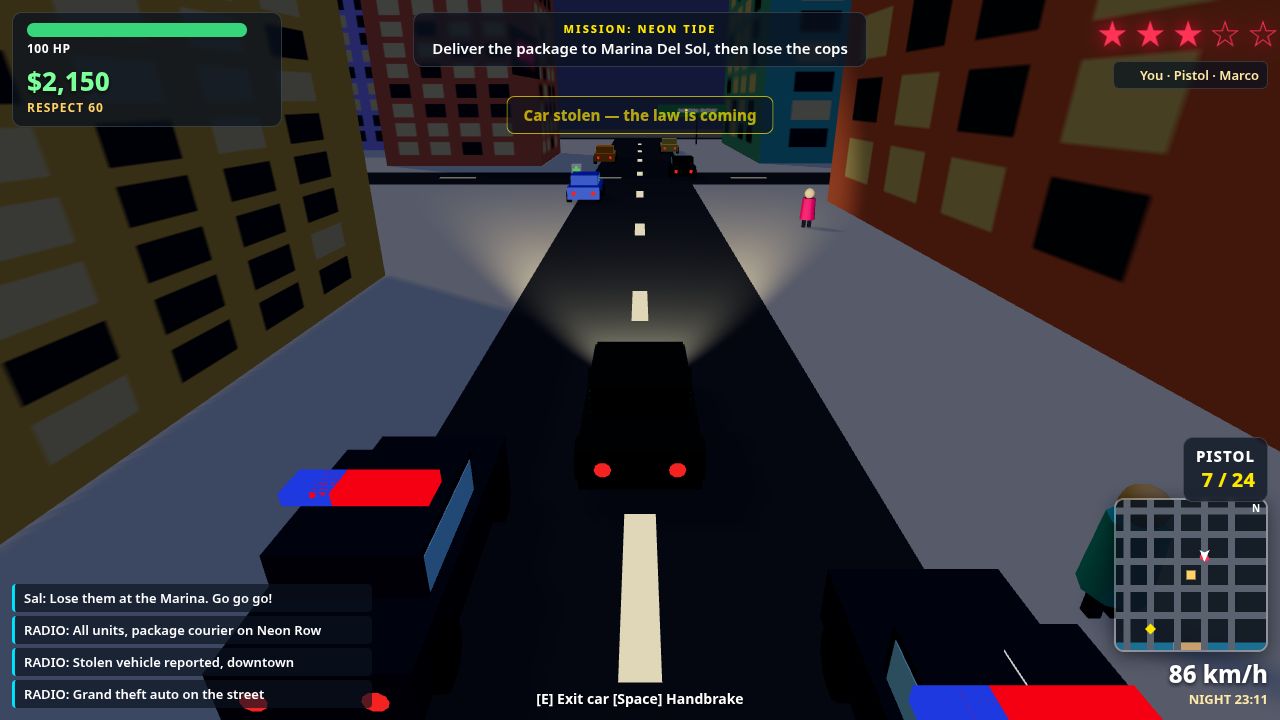 100 HP
$2,150
RESPECT 60
MISSION: NEON TIDE
Deliver the package to Marina Del Sol, then lose the cops
Car stolen — the law is coming
You · Pistol · Marco
PISTOL
7 / 24
N
86 km/h
NIGHT 23:11
Sal: Lose them at the Marina. Go go go!
RADIO: All units, package courier on Neon Row
RADIO: Stolen vehicle reported, downtown
RADIO: Grand theft auto on the street
[E] Exit car [Space] Handbrake